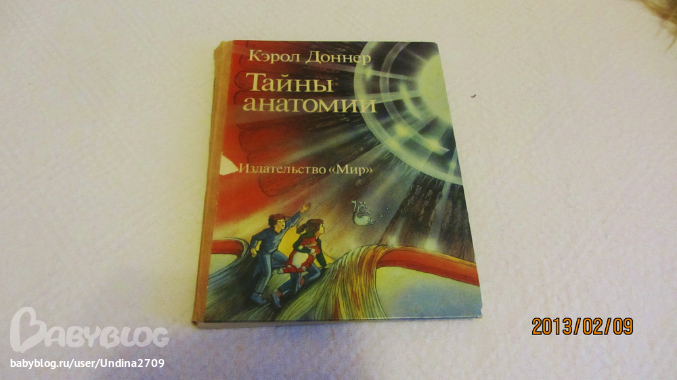 Кэрол Доннер
Тайны
анатомии
Издательство «Мир»
2013/02/09
BABYBLOG
babyblog.ru/user/Undina2709